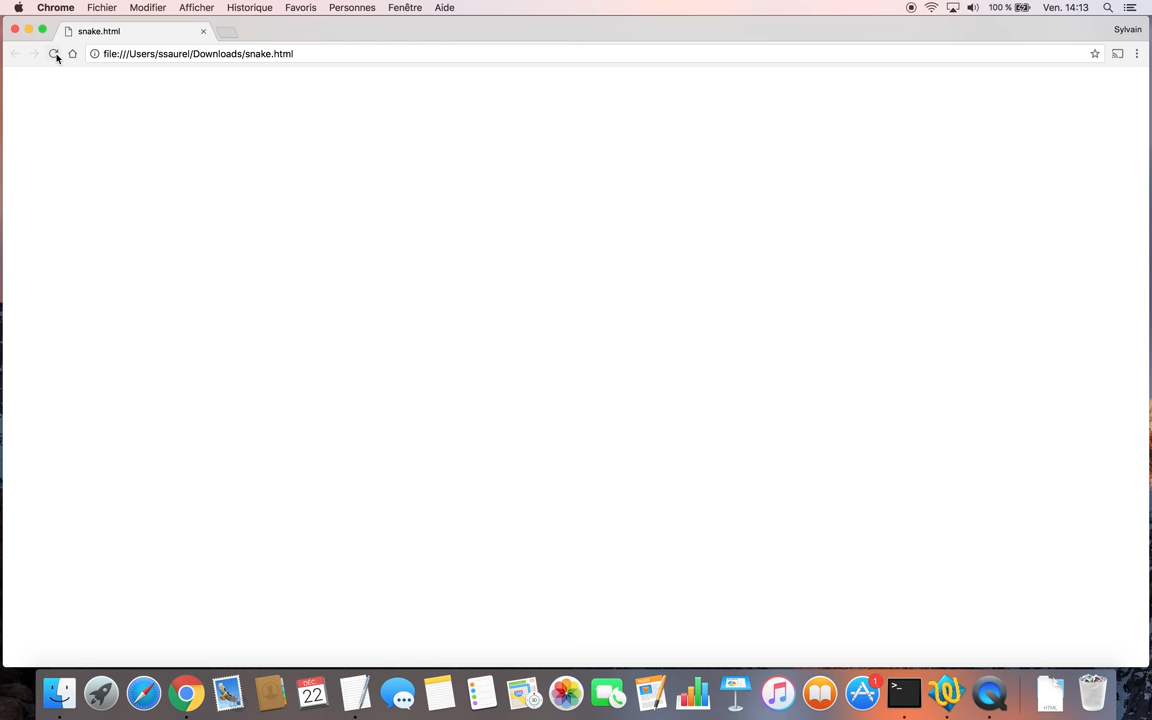 Chrome Fichier Modifier Afficher Historique Favoris Personnes Fenêtre Aide 100 % Ven. 14:13
snake.html
Sylvain
file:///Users/ssaurel/Downloads/snake.html
DÉC
22
1
HTML